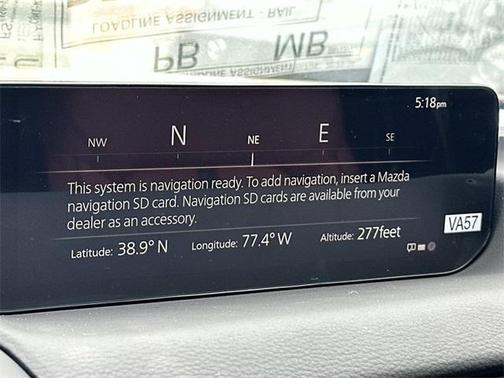 LOADLINE ASSIGNMENT - RAIL
PB MB
LOADLINE ASSIGNMENT
5:18pm
NW N NE E SE
This system is navigation ready. To add navigation, insert a Mazda
navigation SD card. Navigation SD cards are available from your
dealer as an accessory.
VA57
Latitude: 38.9° N Longitude: 77.4° W Altitude: 277feet